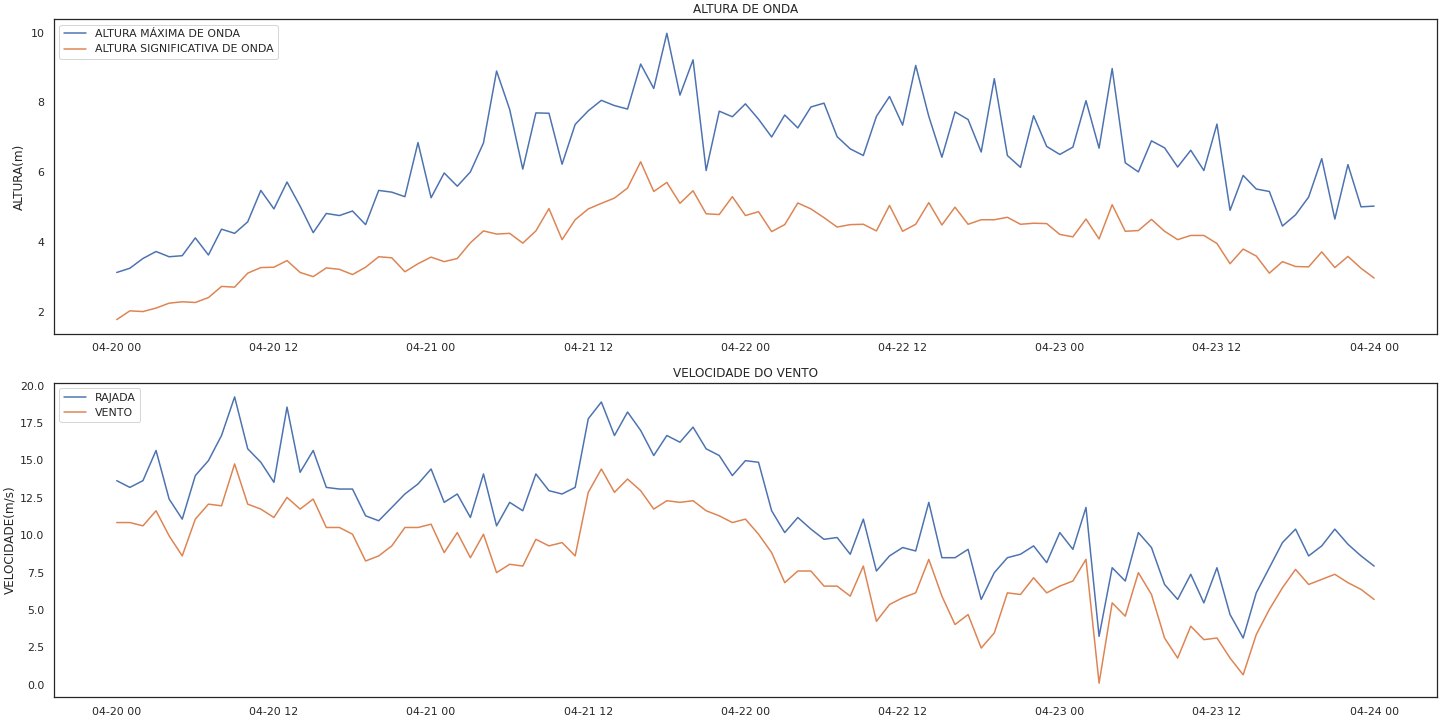 ALTURA DE ONDA
ALTURA MÁXIMA DE ONDA
ALTURA SIGNIFICATIVA DE ONDA
ALTURA(m)
10
8
6
4
2
04-20 00 04-20 12 04-21 00 04-21 12 04-22 00 04-22 12 04-23 00 04-23 12 04-24 00
VELOCIDADE DO VENTO
RAJADA
VENTO
VELOCIDADE(m/s)
20.0
17.5
15.0
12.5
10.0
7.5
5.0
2.5
0.0
04-20 00 04-20 12 04-21 00 04-21 12 04-22 00 04-22 12 04-23 00 04-23 12 04-24 00